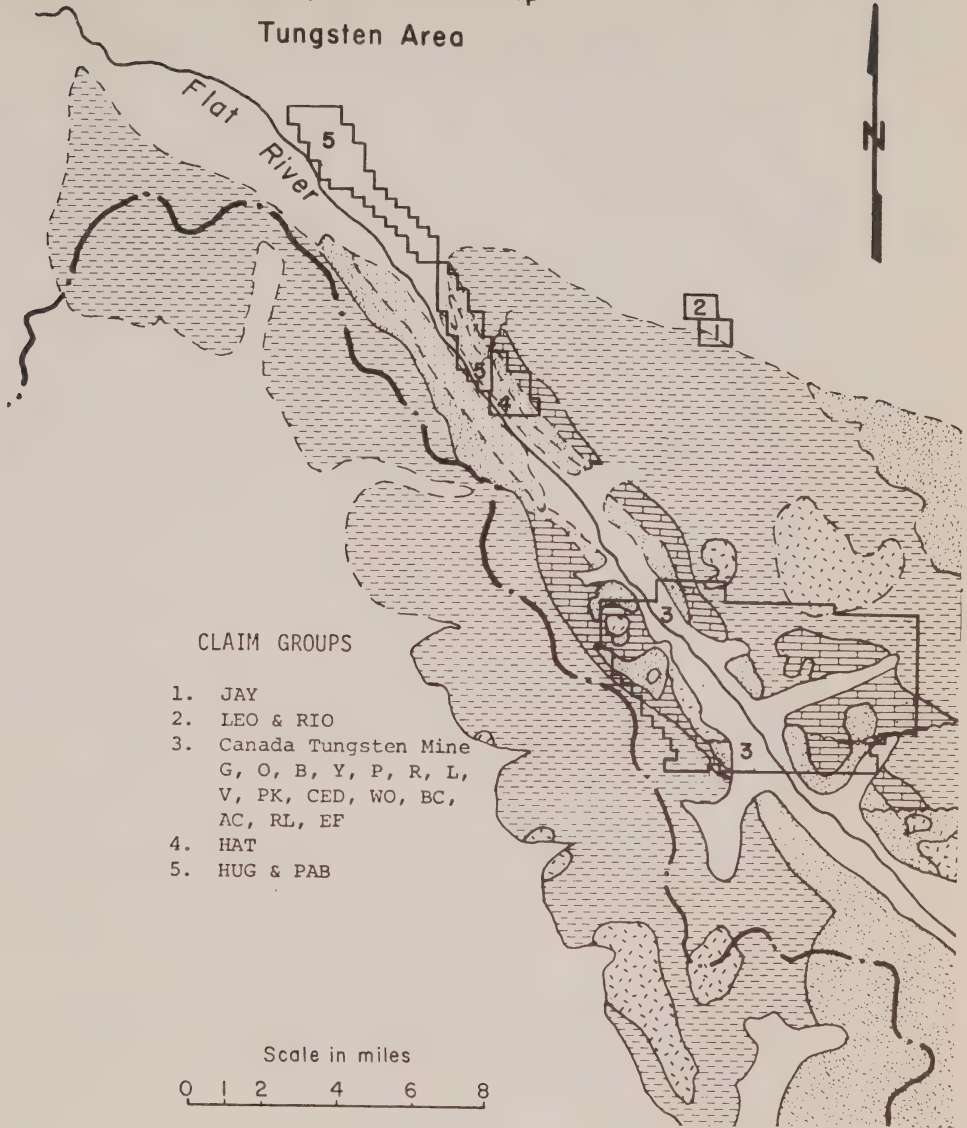 Tungsten Area
Flat River
N
5
2
1
5
4
3
3
CLAIM GROUPS
1. JAY
2. LEO & RIO
3. Canada Tungsten Mine
G, O, B, Y, P, R, L,
V, PK, CED, WO, BC,
AC, RL, EF
4. HAT
5. HUG & PAB
Scale in miles
0 1 2 4 6 8